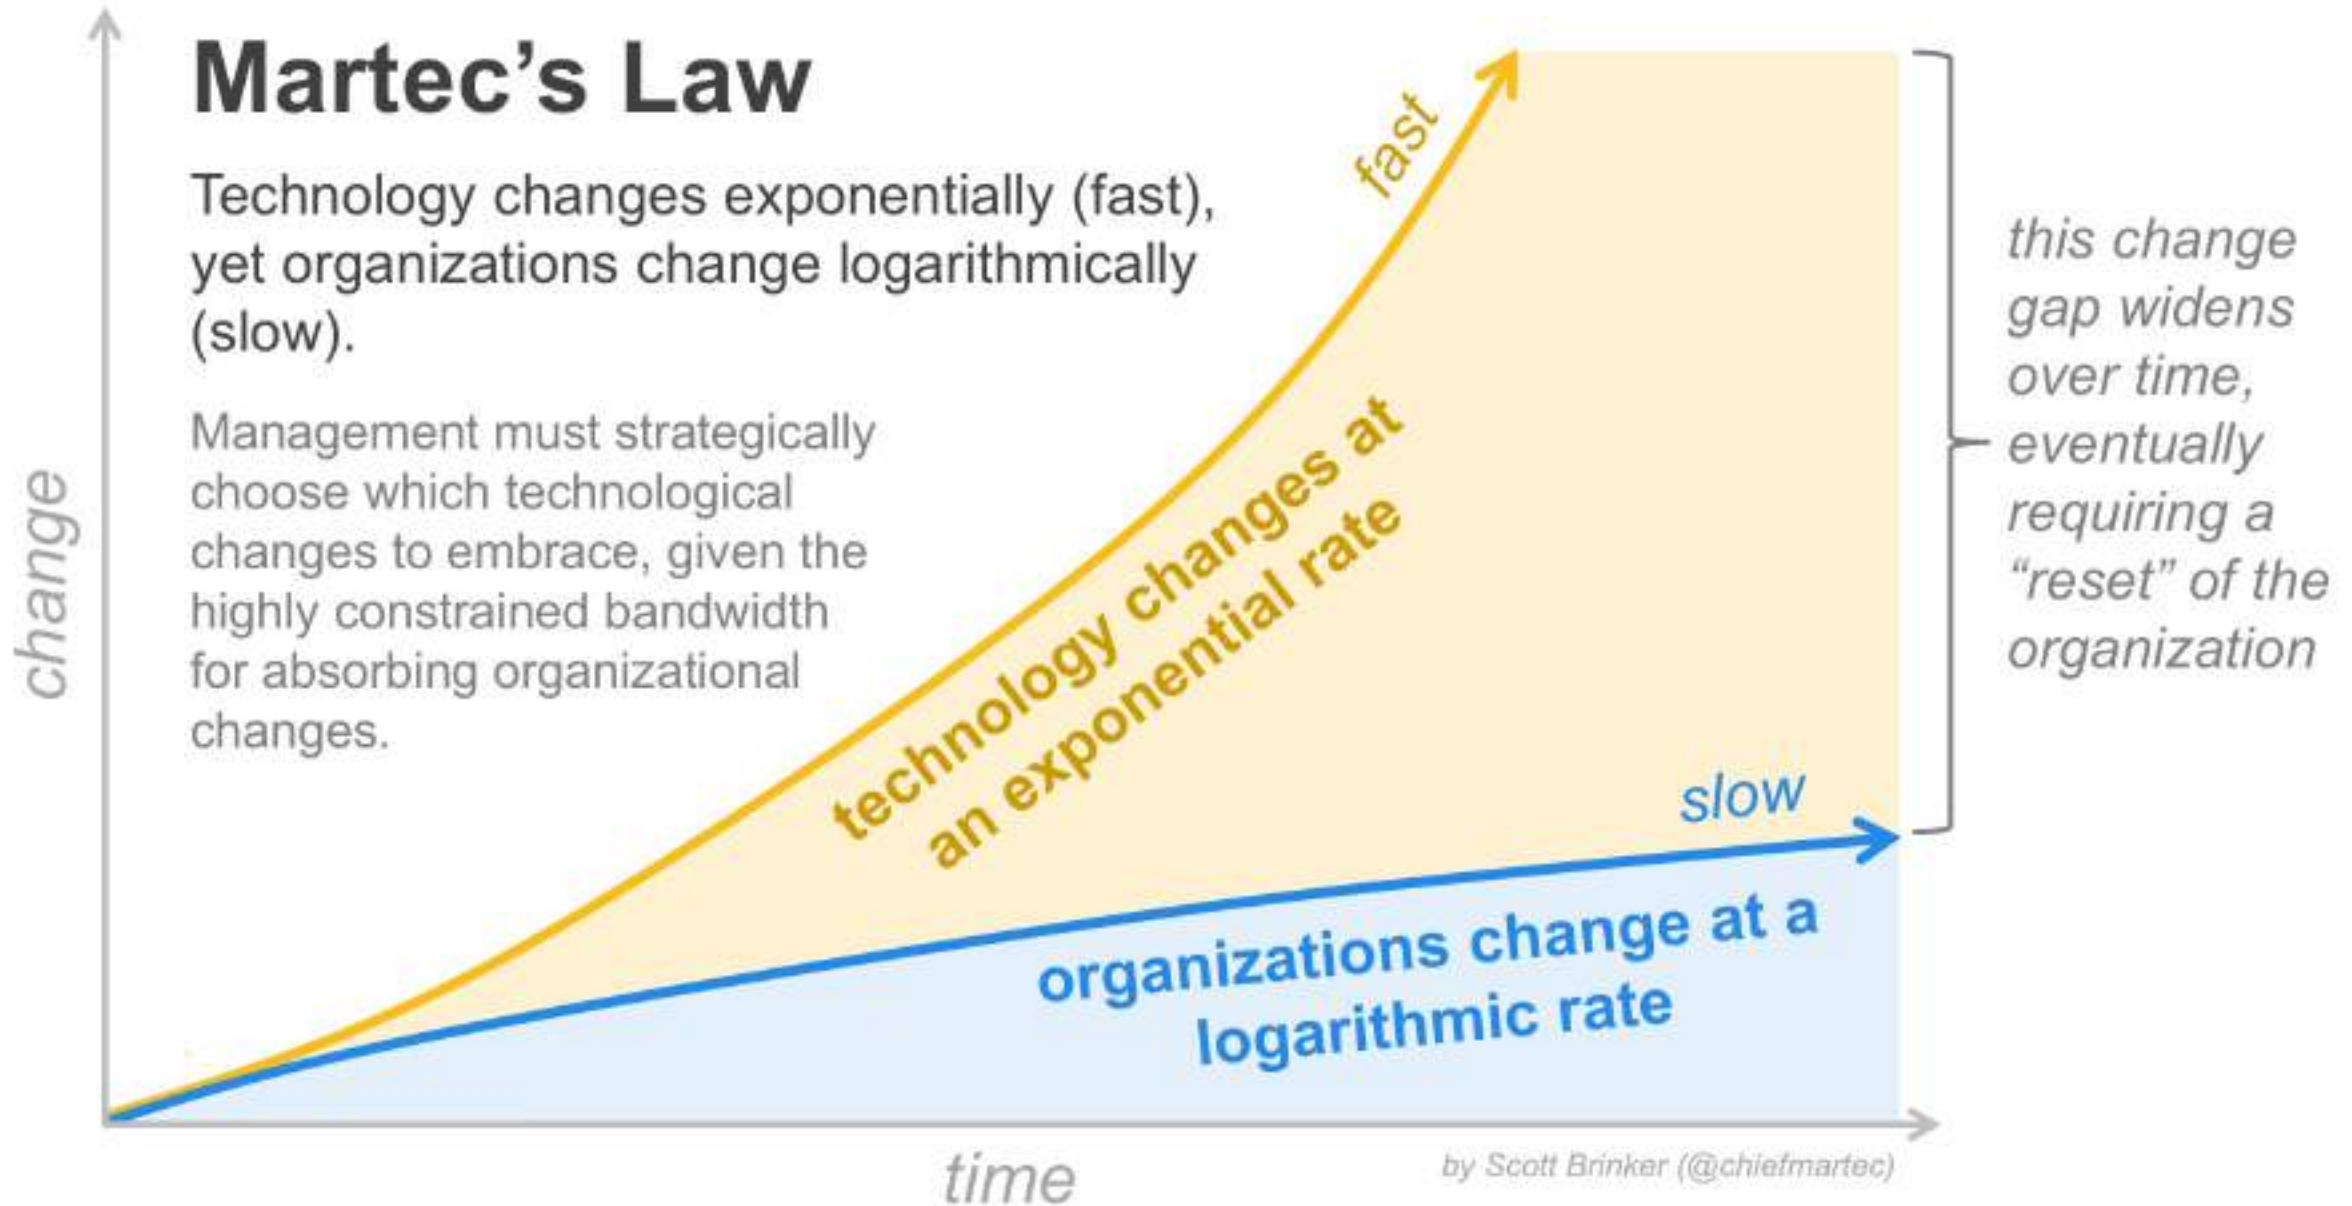 Martec’s Law
Technology changes exponentially (fast),
yet organizations change logarithmically
(slow).
Management must strategically
choose which technological
changes to embrace, given the
highly constrained bandwidth
for absorbing organizational
changes.
change
fast
technology changes at
an exponential rate
this change
gap widens
over time,
eventually
requiring a
“reset” of the
organization
slow
organizations change at a
logarithmic rate
time
by Scott Brinker (@chiefmartec)